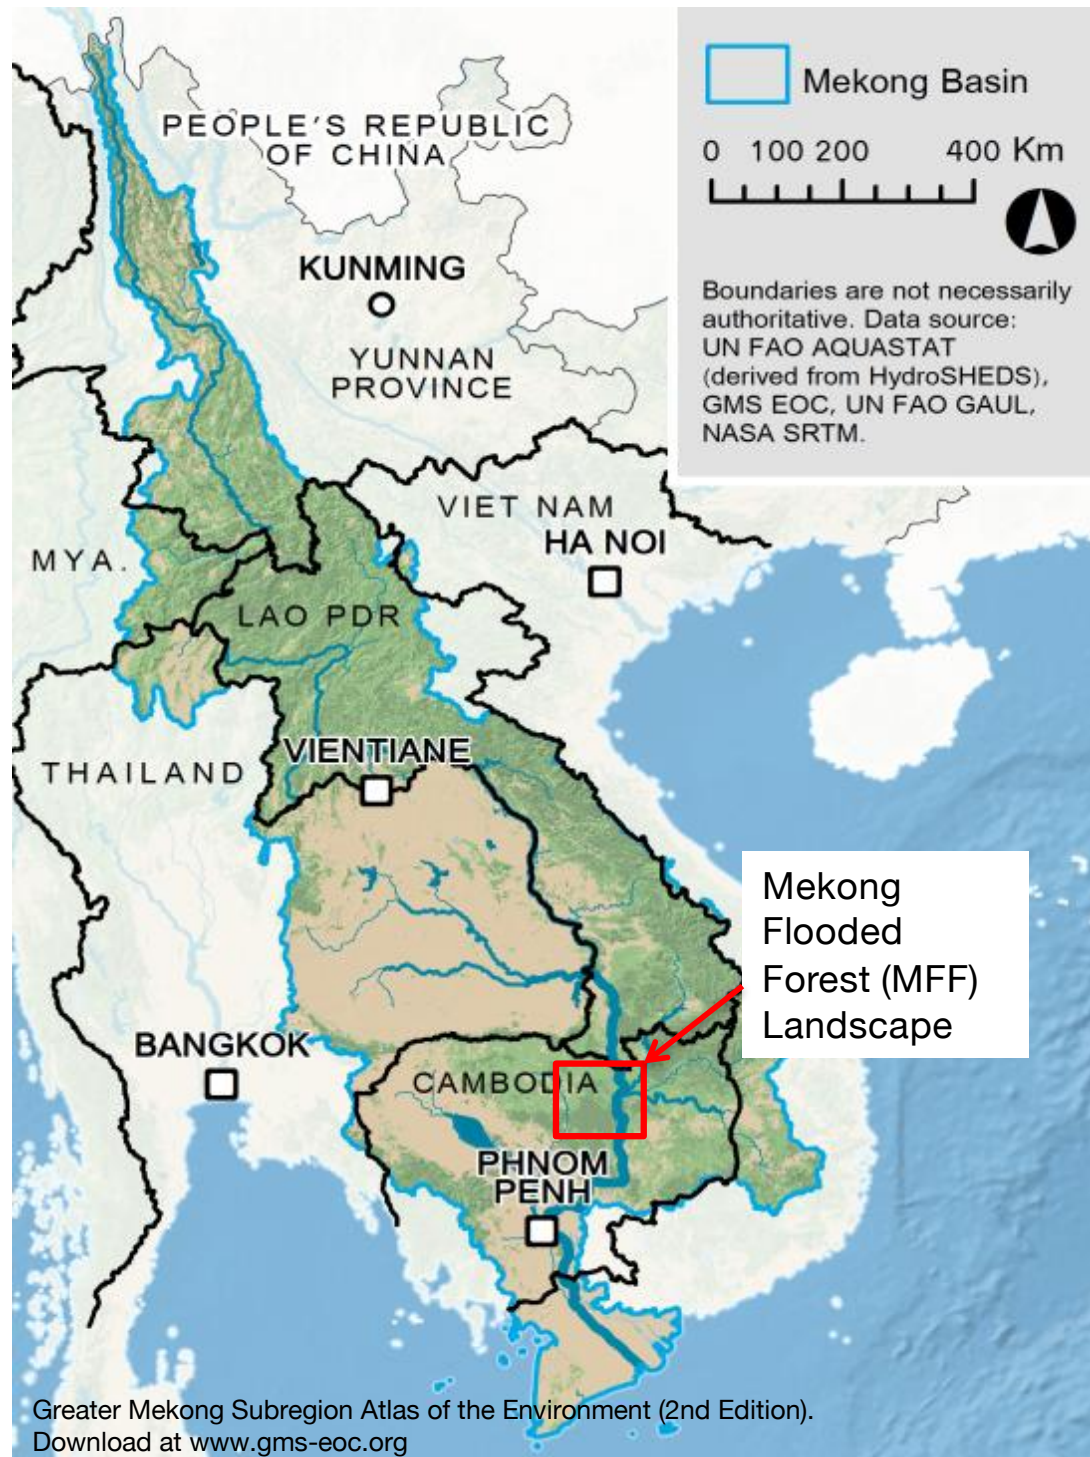 PEOPLE'S REPUBLIC
OF CHINA
Mekong Basin
0 100 200 400 Km
KUNMING
YUNNAN
PROVINCE
Boundaries are not necessarily
authoritative. Data source:
UN FAO AQUASTAT
(derived from HydroSHEDS),
GMS EOC, UN FAO GAUL,
NASA SRTM.
VIET NAM
HA NOI
MYA.
LAO PDR
VIENTIANE
THAILAND
Mekong
Flooded
Forest (MFF)
Landscape
BANGKOK
CAMBODIA
PHNOM
PENH
Greater Mekong Subregion Atlas of the Environment (2nd Edition).
Download at www.gms-eoc.org